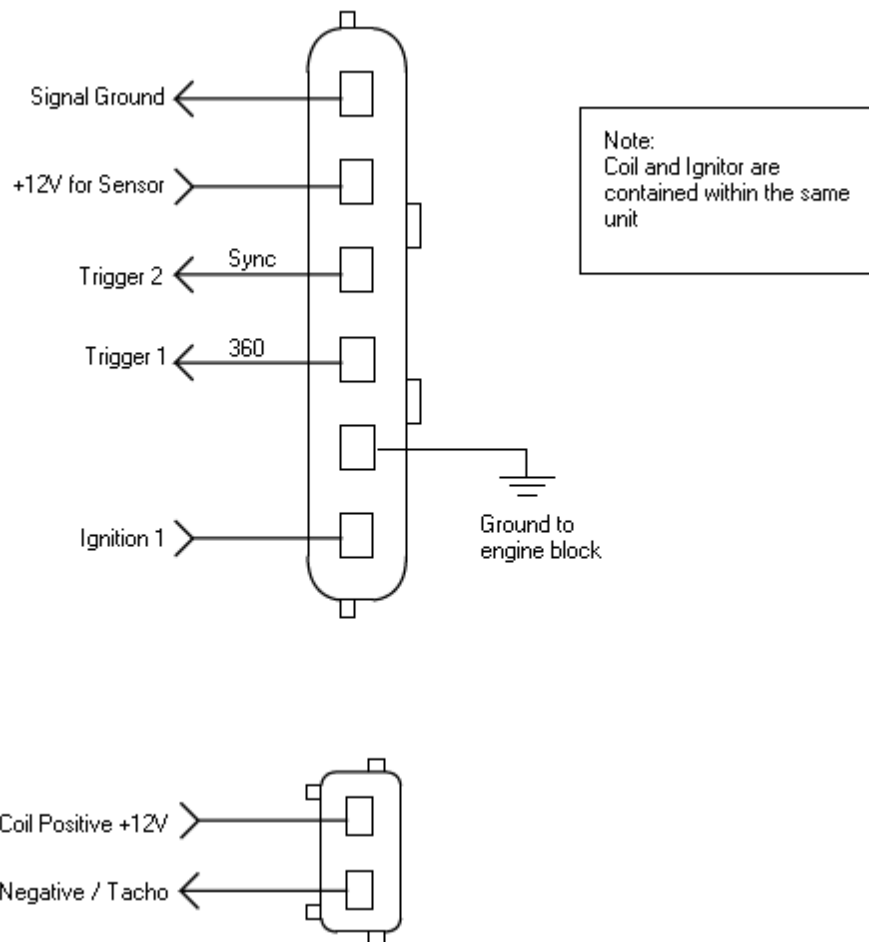 Signal Ground
Note:
Coil and Ignitor are
contained within the same
unit
+12V for Sensor
Sync
Trigger 2
360
Trigger 1
Ground to
engine block
Ignition 1
Coil Positive +12V
Negative / Tacho